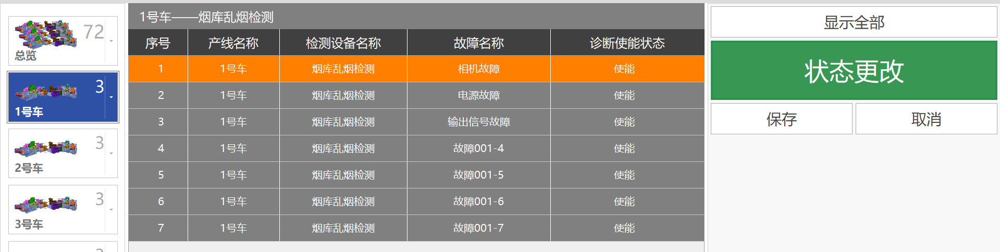 72
总览
3
1号车
3
2号车
3
3号车
1号车——烟库乱烟检测
序号 产线名称 检测设备名称 故障名称 诊断使能状态
1 1号车 烟库乱烟检测 相机故障 使能
2 1号车 烟库乱烟检测 电源故障 使能
3 1号车 烟库乱烟检测 输出信号故障 使能
4 1号车 烟库乱烟检测 故障001-4 使能
5 1号车 烟库乱烟检测 故障001-5 使能
6 1号车 烟库乱烟检测 故障001-6 使能
7 1号车 烟库乱烟检测 故障001-7 使能
显示全部
状态更改
保存 取消